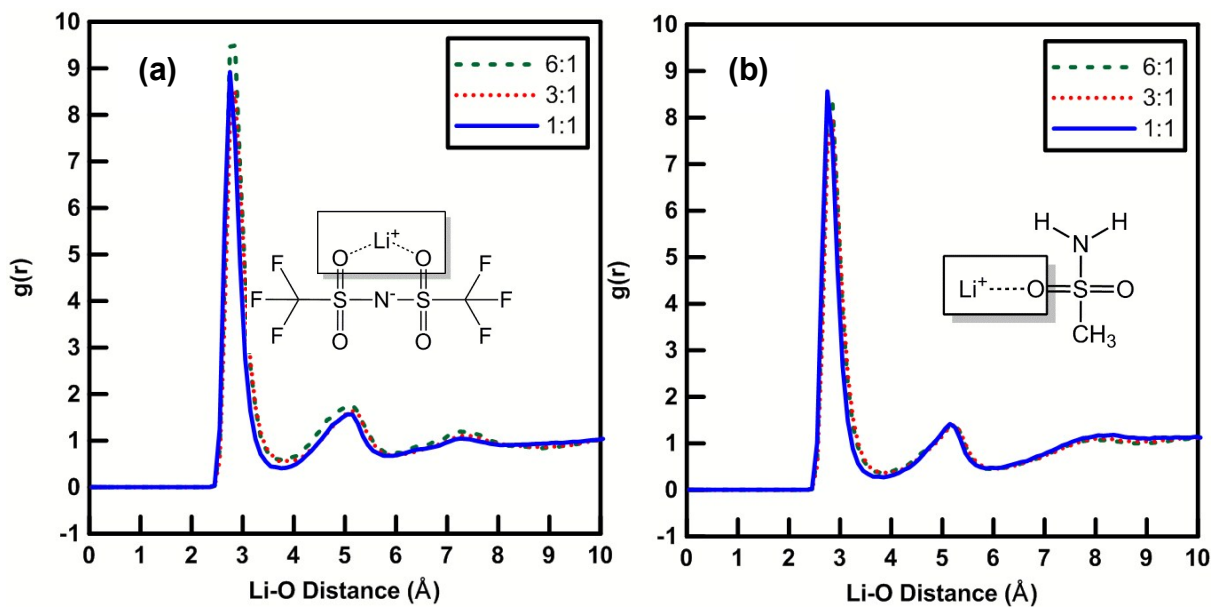 (a)
6:1
3:1
1:1
10
9
8
7
6
5
4
3
2
1
0
-1
g(r)
Li+
O O
F F
F S N- S F
F F
O O
0 1 2 3 4 5 6 7 8 9 10
Li-O Distance (Å)
(b)
6:1
3:1
1:1
10
9
8
7
6
5
4
3
2
1
0
-1
g(r)
H H
N
Li+ O S O
CH3
0 1 2 3 4 5 6 7 8 9 10
Li-O Distance (Å)